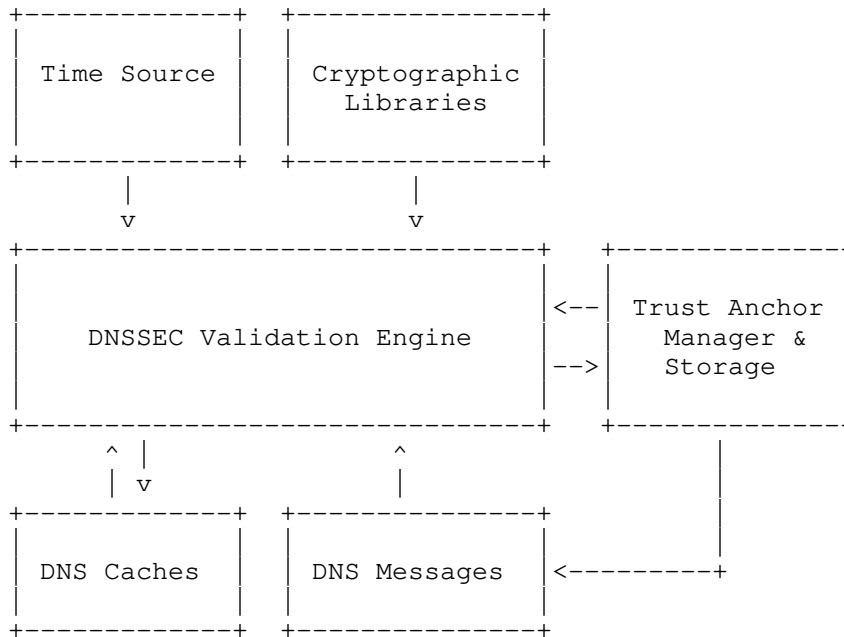 Time Source
Cryptographic
Libraries
DNSSEC Validation Engine
Trust Anchor
Manager &
Storage
DNS Caches
DNS Messages